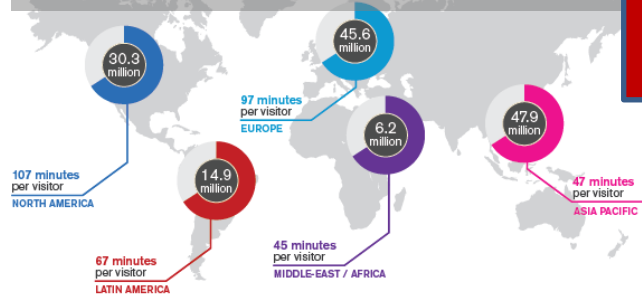 30.3
million
107 minutes
per visitor
NORTH AMERICA
45.6
million
97 minutes
per visitor
EUROPE
14.9
million
67 minutes
per visitor
LATIN AMERICA
6.2
million
45 minutes
per visitor
MIDDLE-EAST / AFRICA
47.9
million
47 minutes
per visitor
ASIA PACIFIC